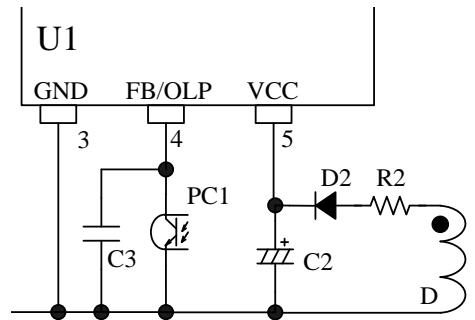 U1
GND FB/OLP VCC
3 4 5
D2 R2
PC1
C3 C2
D